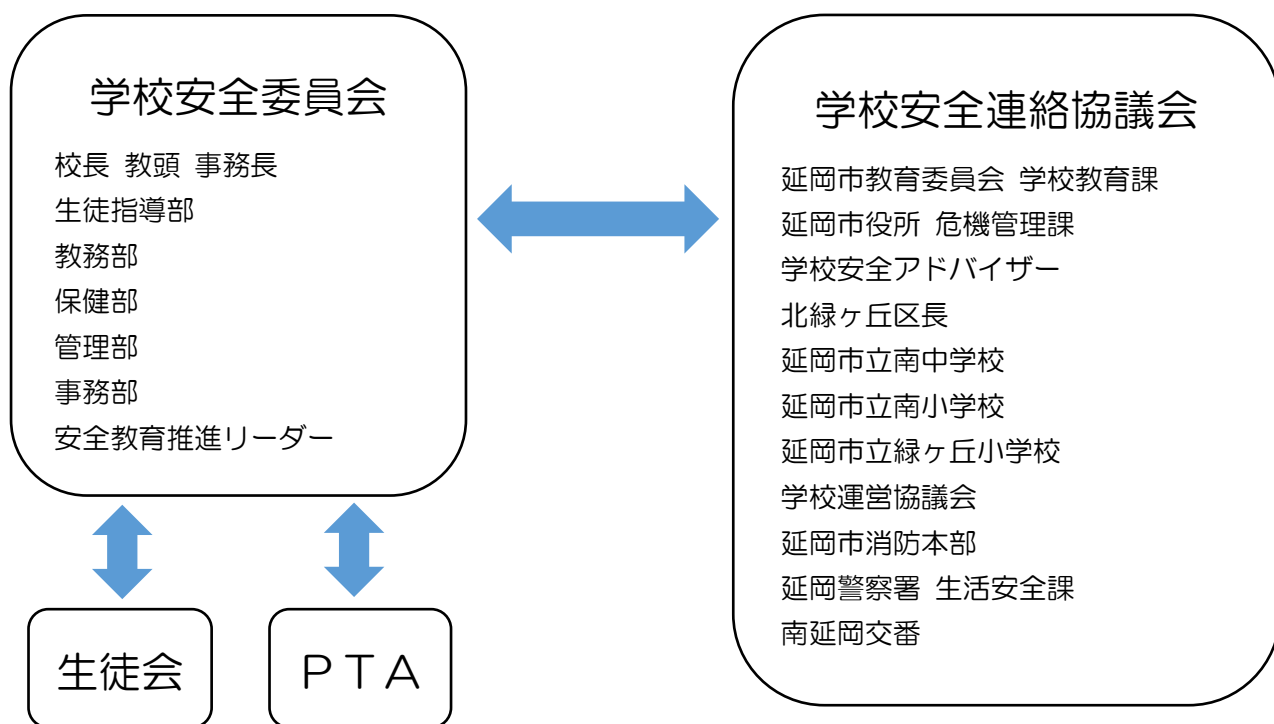 学校安全委員会
校長 教頭 事務長
生徒指導部
教務部
保健部
管理部
事務部
安全教育推進リーダー
生徒会
ＰＴＡ
学校安全連絡協議会
延岡市教育委員会 学校教育課
延岡市役所 危機管理課
学校安全アドバイザー
北緑ヶ丘区長
延岡市立南中学校
延岡市立南小学校
延岡市立緑ヶ丘小学校
学校運営協議会
延岡市消防本部
延岡警察署 生活安全課
南延岡交番